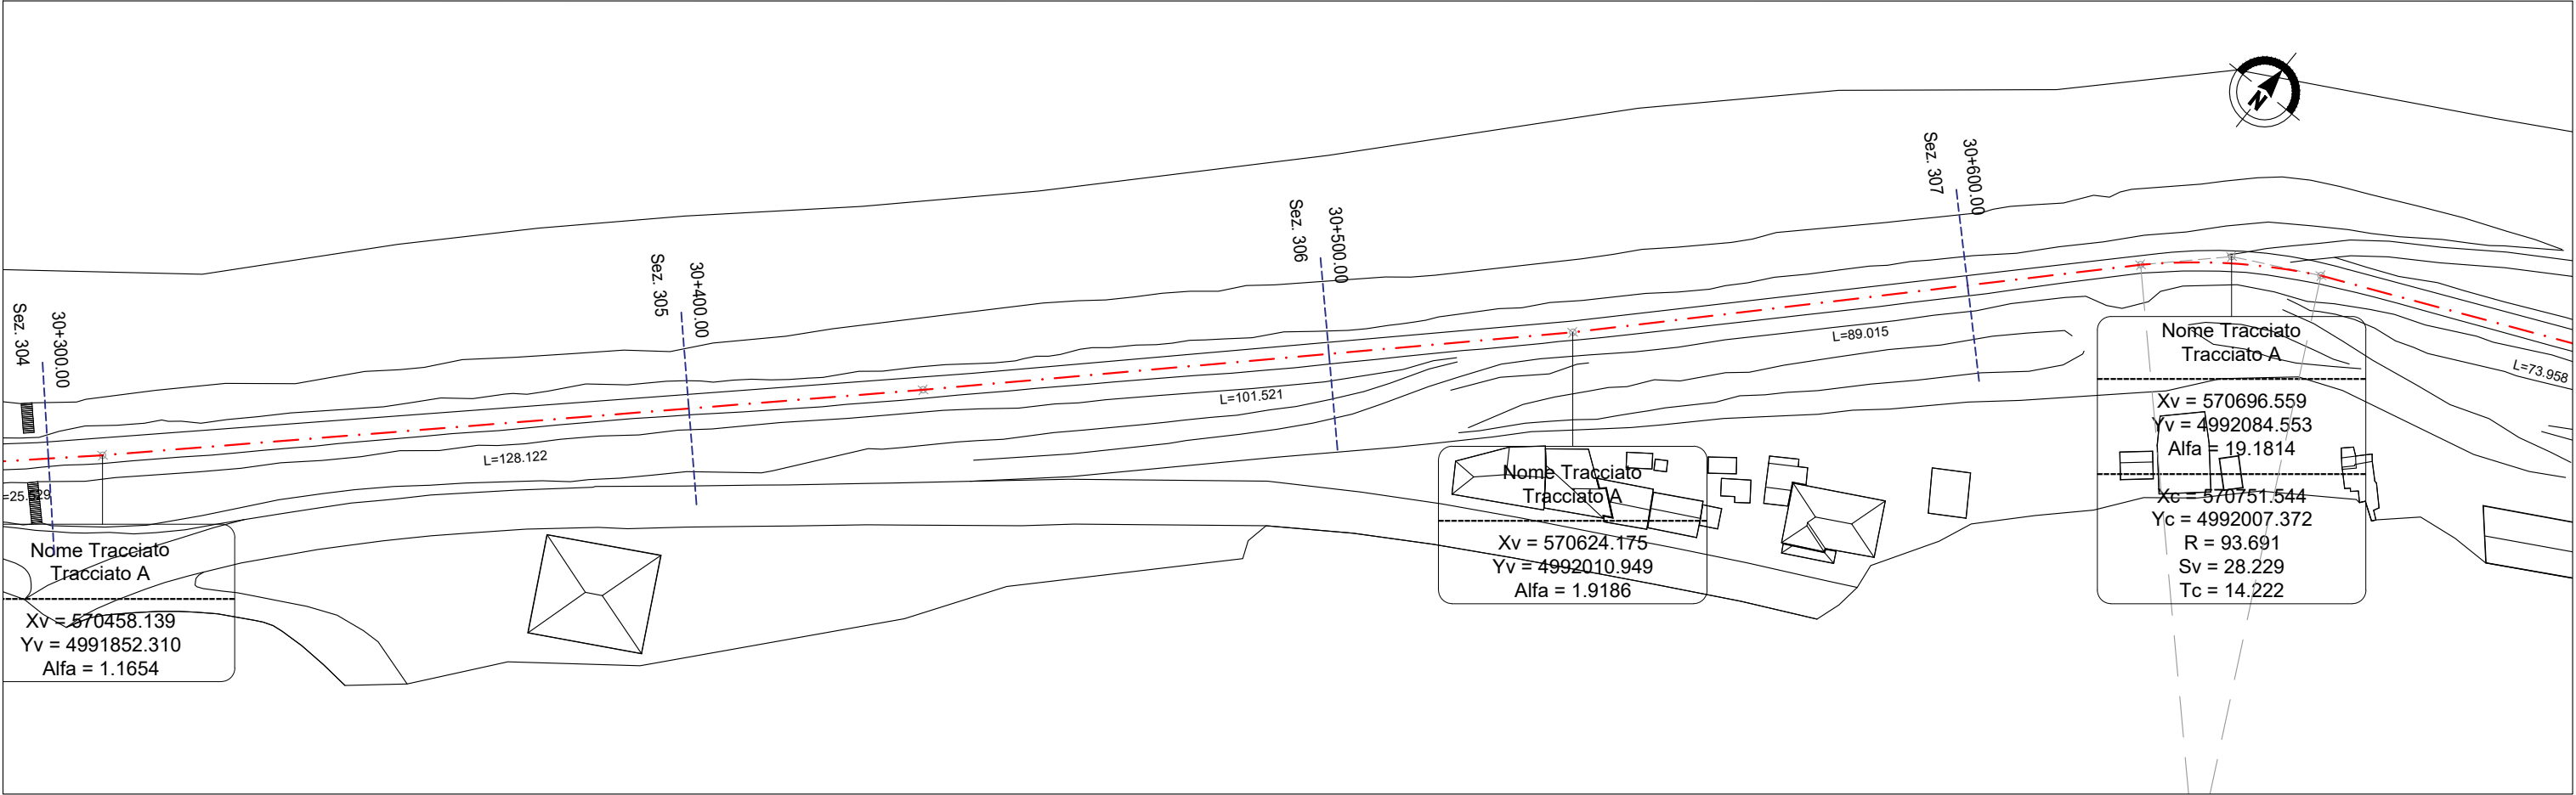 N
Sez. 304
30+300.00
Sez. 305
30+400.00
Sez. 306
30+500.00
Sez. 307
30+600.00
=25.529
L=128.122
L=101.521
L=89.015
L=73.958
Nome Tracciato
Tracciato A
Xv = 570458.139
Yv = 4991852.310
Alfa = 1.1654
Nome Tracciato
Tracciato A
Xv = 570624.175
Yv = 4992010.949
Alfa = 1.9186
Nome Tracciato
Tracciato A
Xv = 570696.559
Yv = 4992084.553
Alfa = 19.1814
Xc = 570751.544
Yc = 4992007.372
R = 93.691
Sv = 28.229
Tc = 14.222